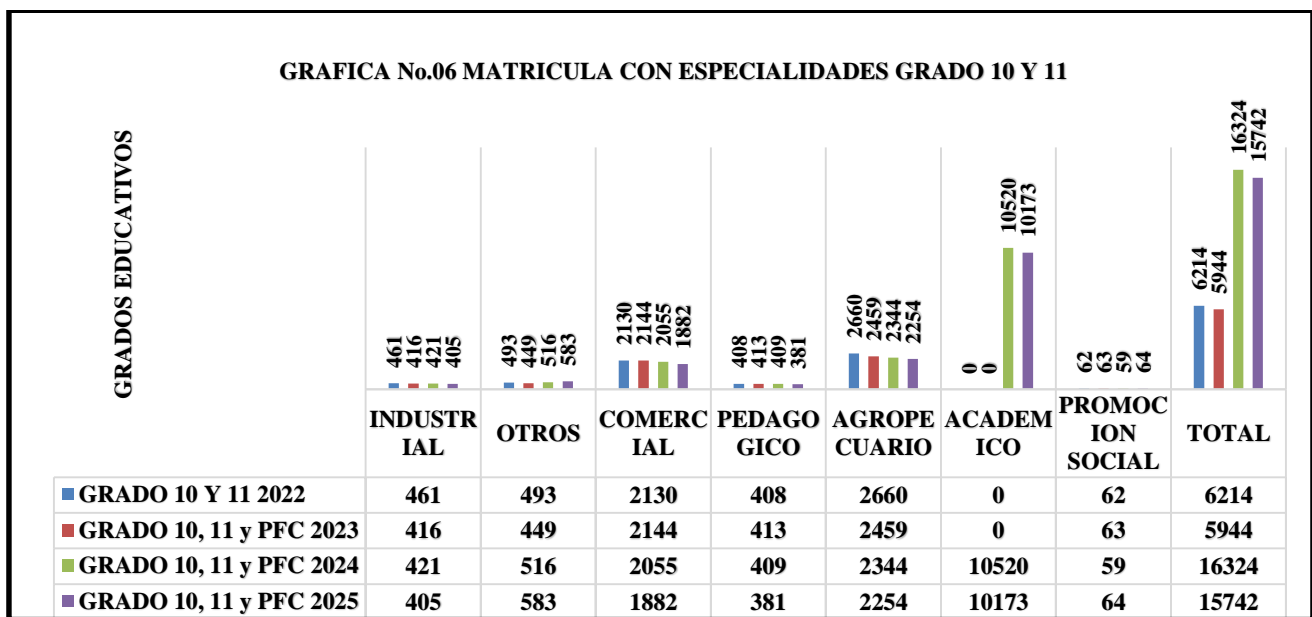 GRAFICA No.06 MATRICULA CON ESPECIALIDADES GRADO 10 Y 11
GRADOS EDUCATIVOS
461 416 421 405
493 449 516 583
2130 2144 2055 1882
408 413 409 381
2660 2459 2344 2254
0 0 10520 10173
62 63 59 64
6214 5944 16324 15742
INDUSTR
IAL
OTROS
COMERC
IAL
PEDAGO
GICO
AGROPE
CUARIO
ACADEM
ICO
PROMOC
ION
SOCIAL
TOTAL
GRADO 10 Y 11 2022 461 493 2130 408 2660 0 62 6214
GRADO 10, 11 y PFC 2023 416 449 2144 413 2459 0 63 5944
GRADO 10, 11 y PFC 2024 421 516 2055 409 2344 10520 59 16324
GRADO 10, 11 y PFC 2025 405 583 1882 381 2254 10173 64 15742